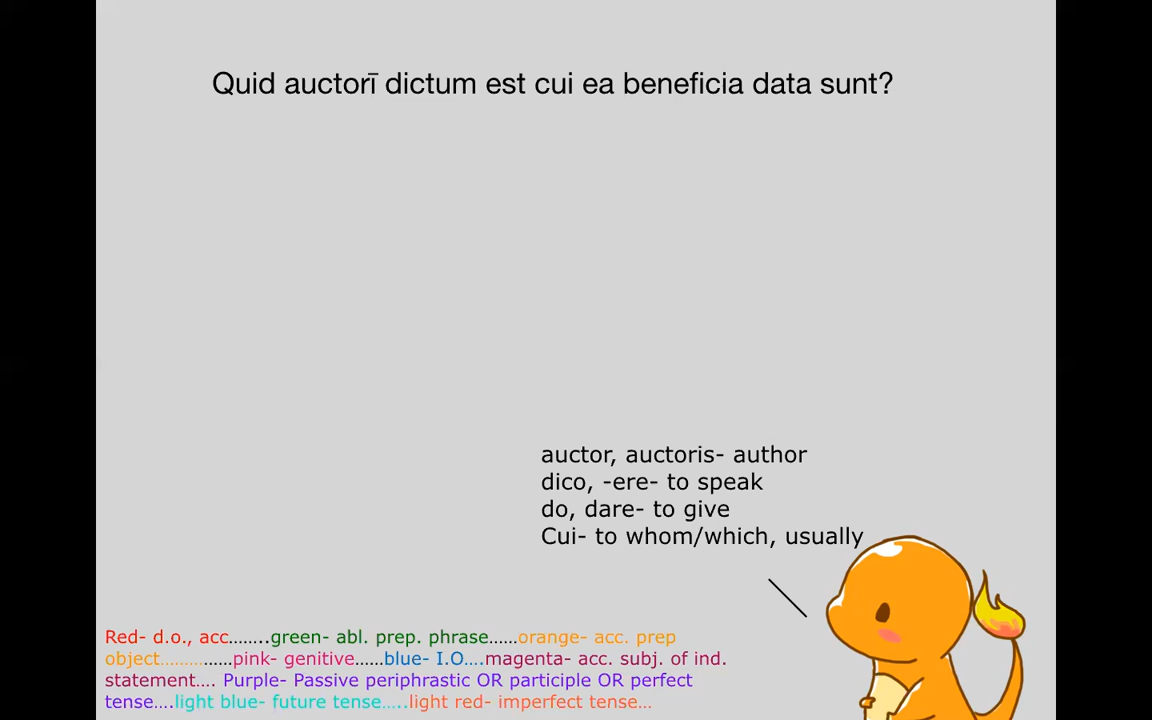 Quid auctorī dictum est cui ea beneficia data sunt?
auctor, auctoris- author
dico, -ere- to speak
do, dare- to give
Cui- to whom/which, usually
Red- d.o., acc……..green- abl. prep. phrase……orange- acc. prep
object…….…..……pink- genitive……blue- I.O….magenta- acc. subj. of ind.
statement…. Purple- Passive periphrastic OR participle OR perfect
tense….light blue- future tense…..light red- imperfect tense…